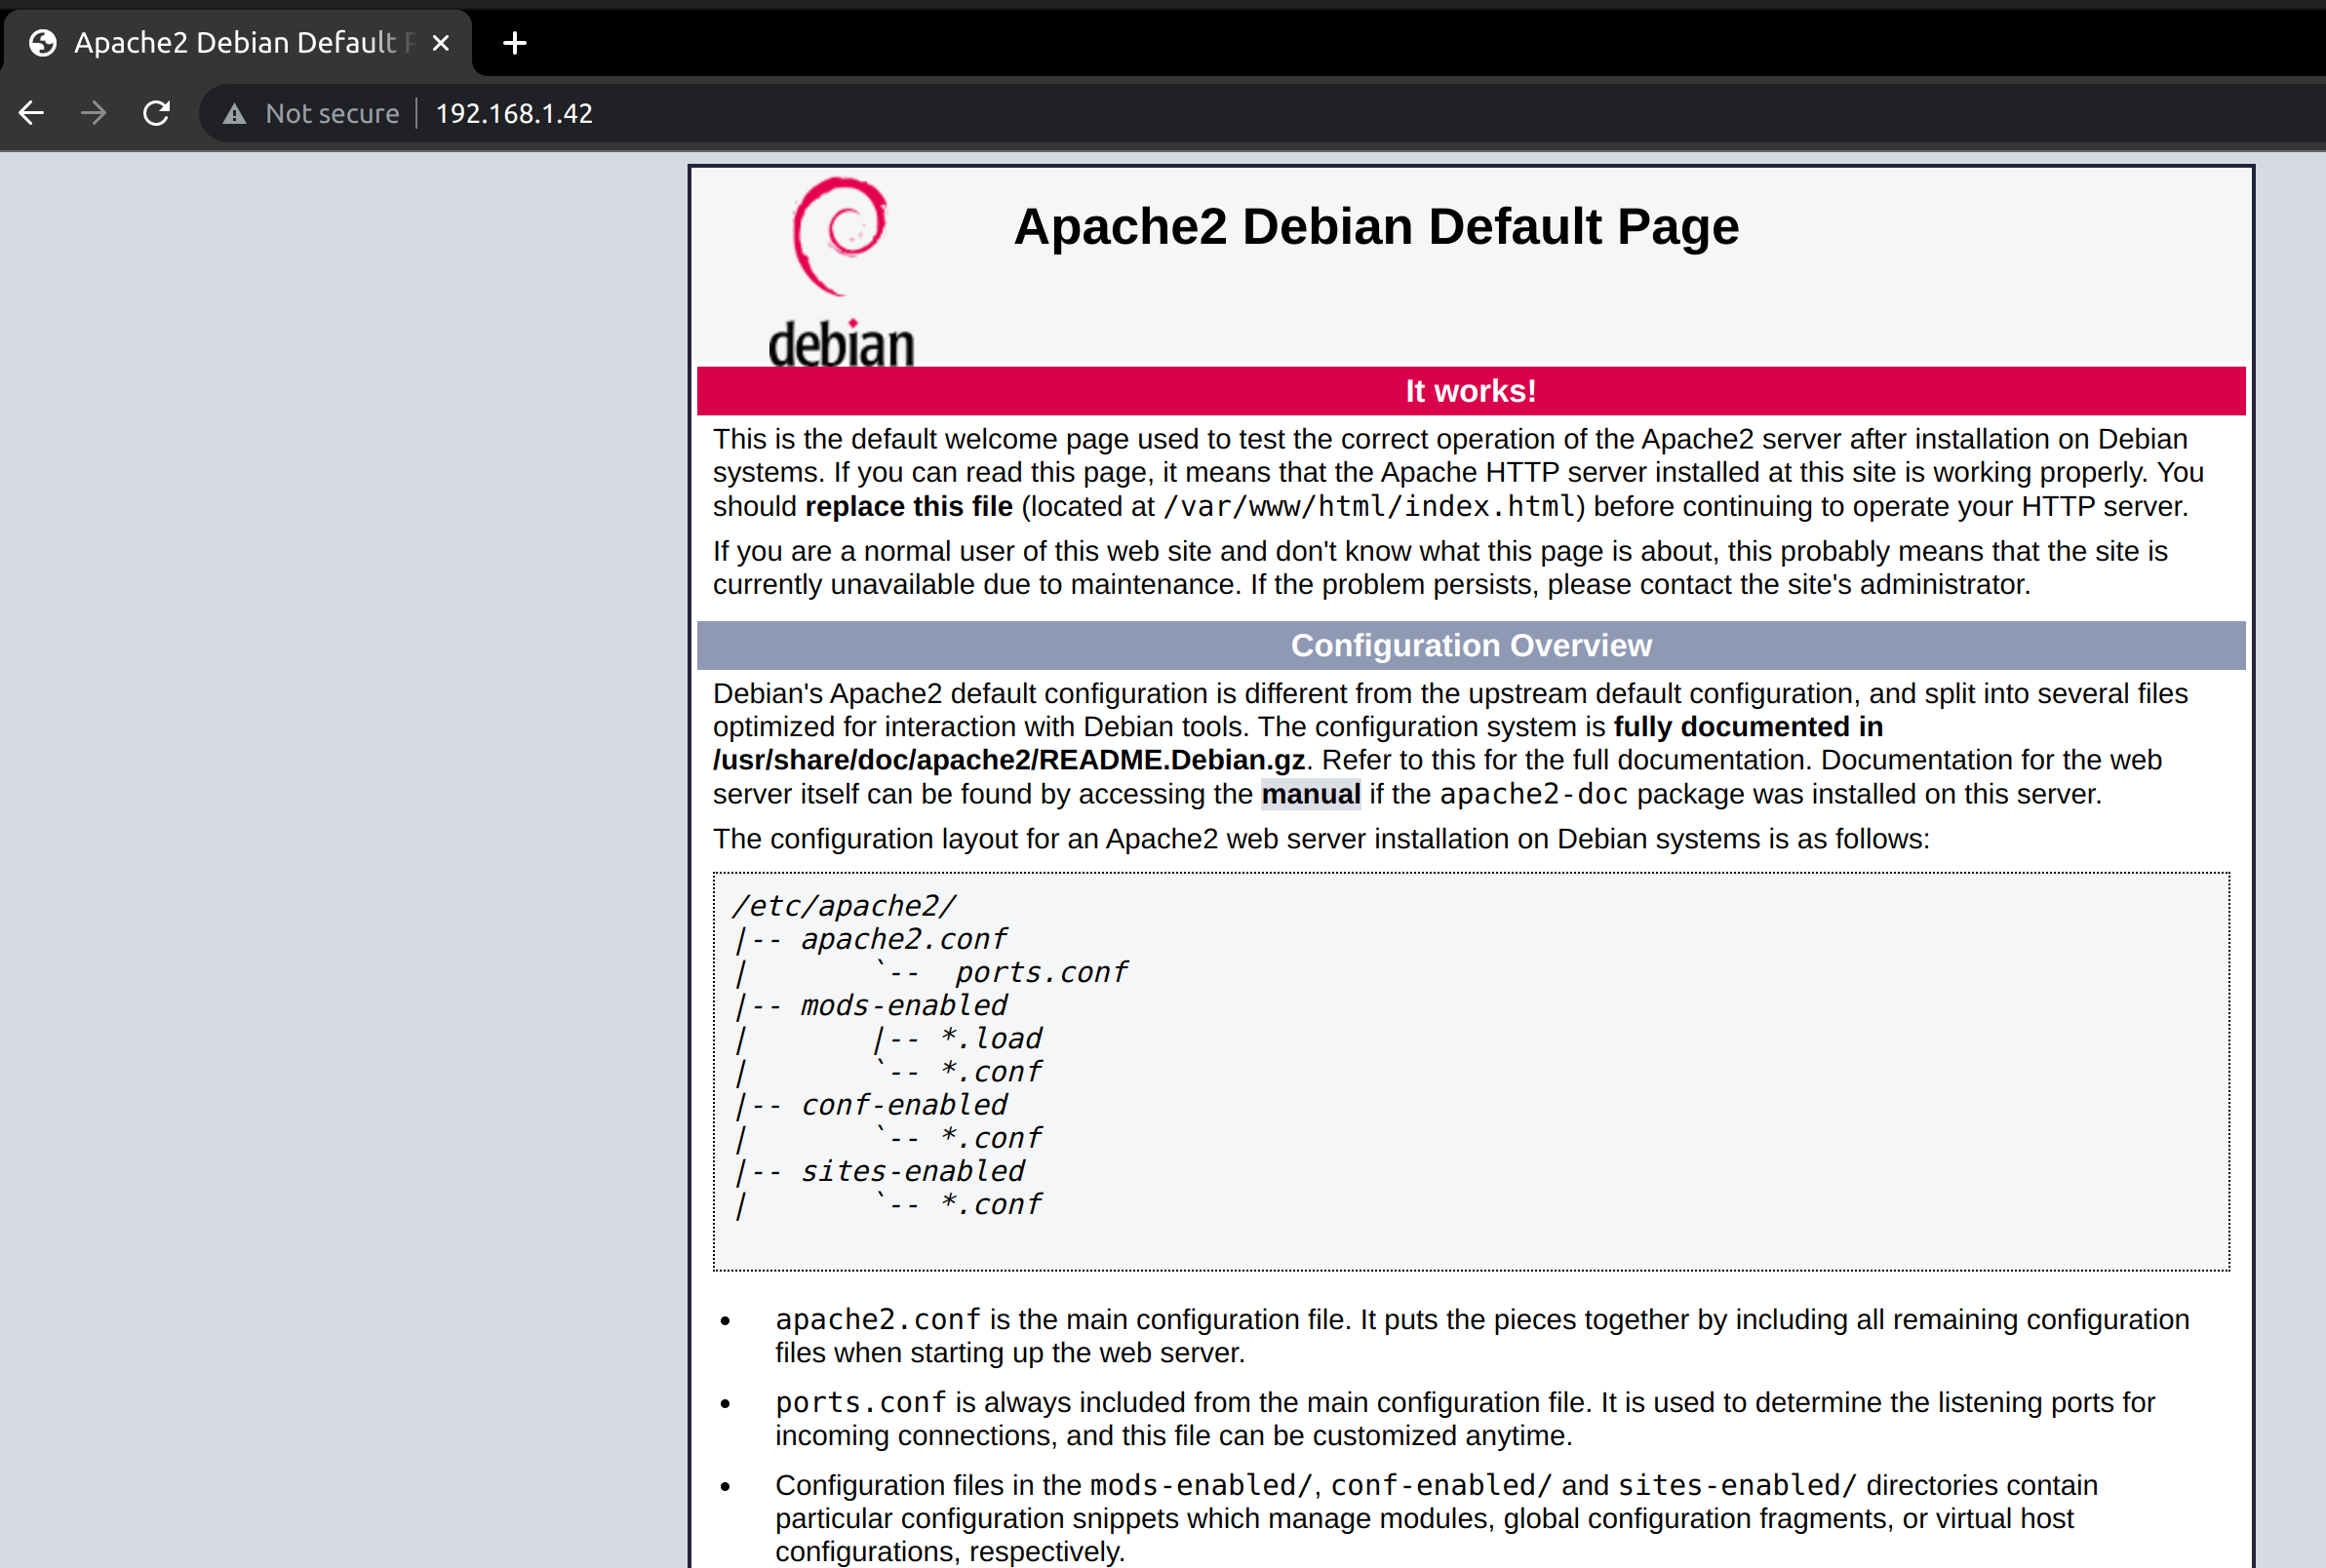 Apache2 Debian Default
Not secure 192.168.1.42
debian
Apache2 Debian Default Page
It works!
This is the default welcome page used to test the correct operation of the Apache2 server after installation on Debian
systems. If you can read this page, it means that the Apache HTTP server installed at this site is working properly. You
should replace this file (located at /var/www/html/index.html) before continuing to operate your HTTP server.
If you are a normal user of this web site and don't know what this page is about, this probably means that the site is
currently unavailable due to maintenance. If the problem persists, please contact the site's administrator.
Configuration Overview
Debian's Apache2 default configuration is different from the upstream default configuration, and split into several files
optimized for interaction with Debian tools. The configuration system is fully documented in
/usr/share/doc/apache2/README.Debian.gz. Refer to this for the full documentation. Documentation for the web
server itself can be found by accessing the manual if the apache2-doc package was installed on this server.
The configuration layout for an Apache2 web server installation on Debian systems is as follows:
/etc/apache2/
|-- apache2.conf
|       `--  ports.conf
|-- mods-enabled
|       |-- *.load
|       `-- *.conf
|-- conf-enabled
|       `-- *.conf
|-- sites-enabled
|       `-- *.conf
• apache2.conf is the main configuration file. It puts the pieces together by including all remaining configuration
files when starting up the web server.
• ports.conf is always included from the main configuration file. It is used to determine the listening ports for
incoming connections, and this file can be customized anytime.
• Configuration files in the mods-enabled/, conf-enabled/ and sites-enabled/ directories contain
particular configuration snippets which manage modules, global configuration fragments, or virtual host
configurations, respectively.